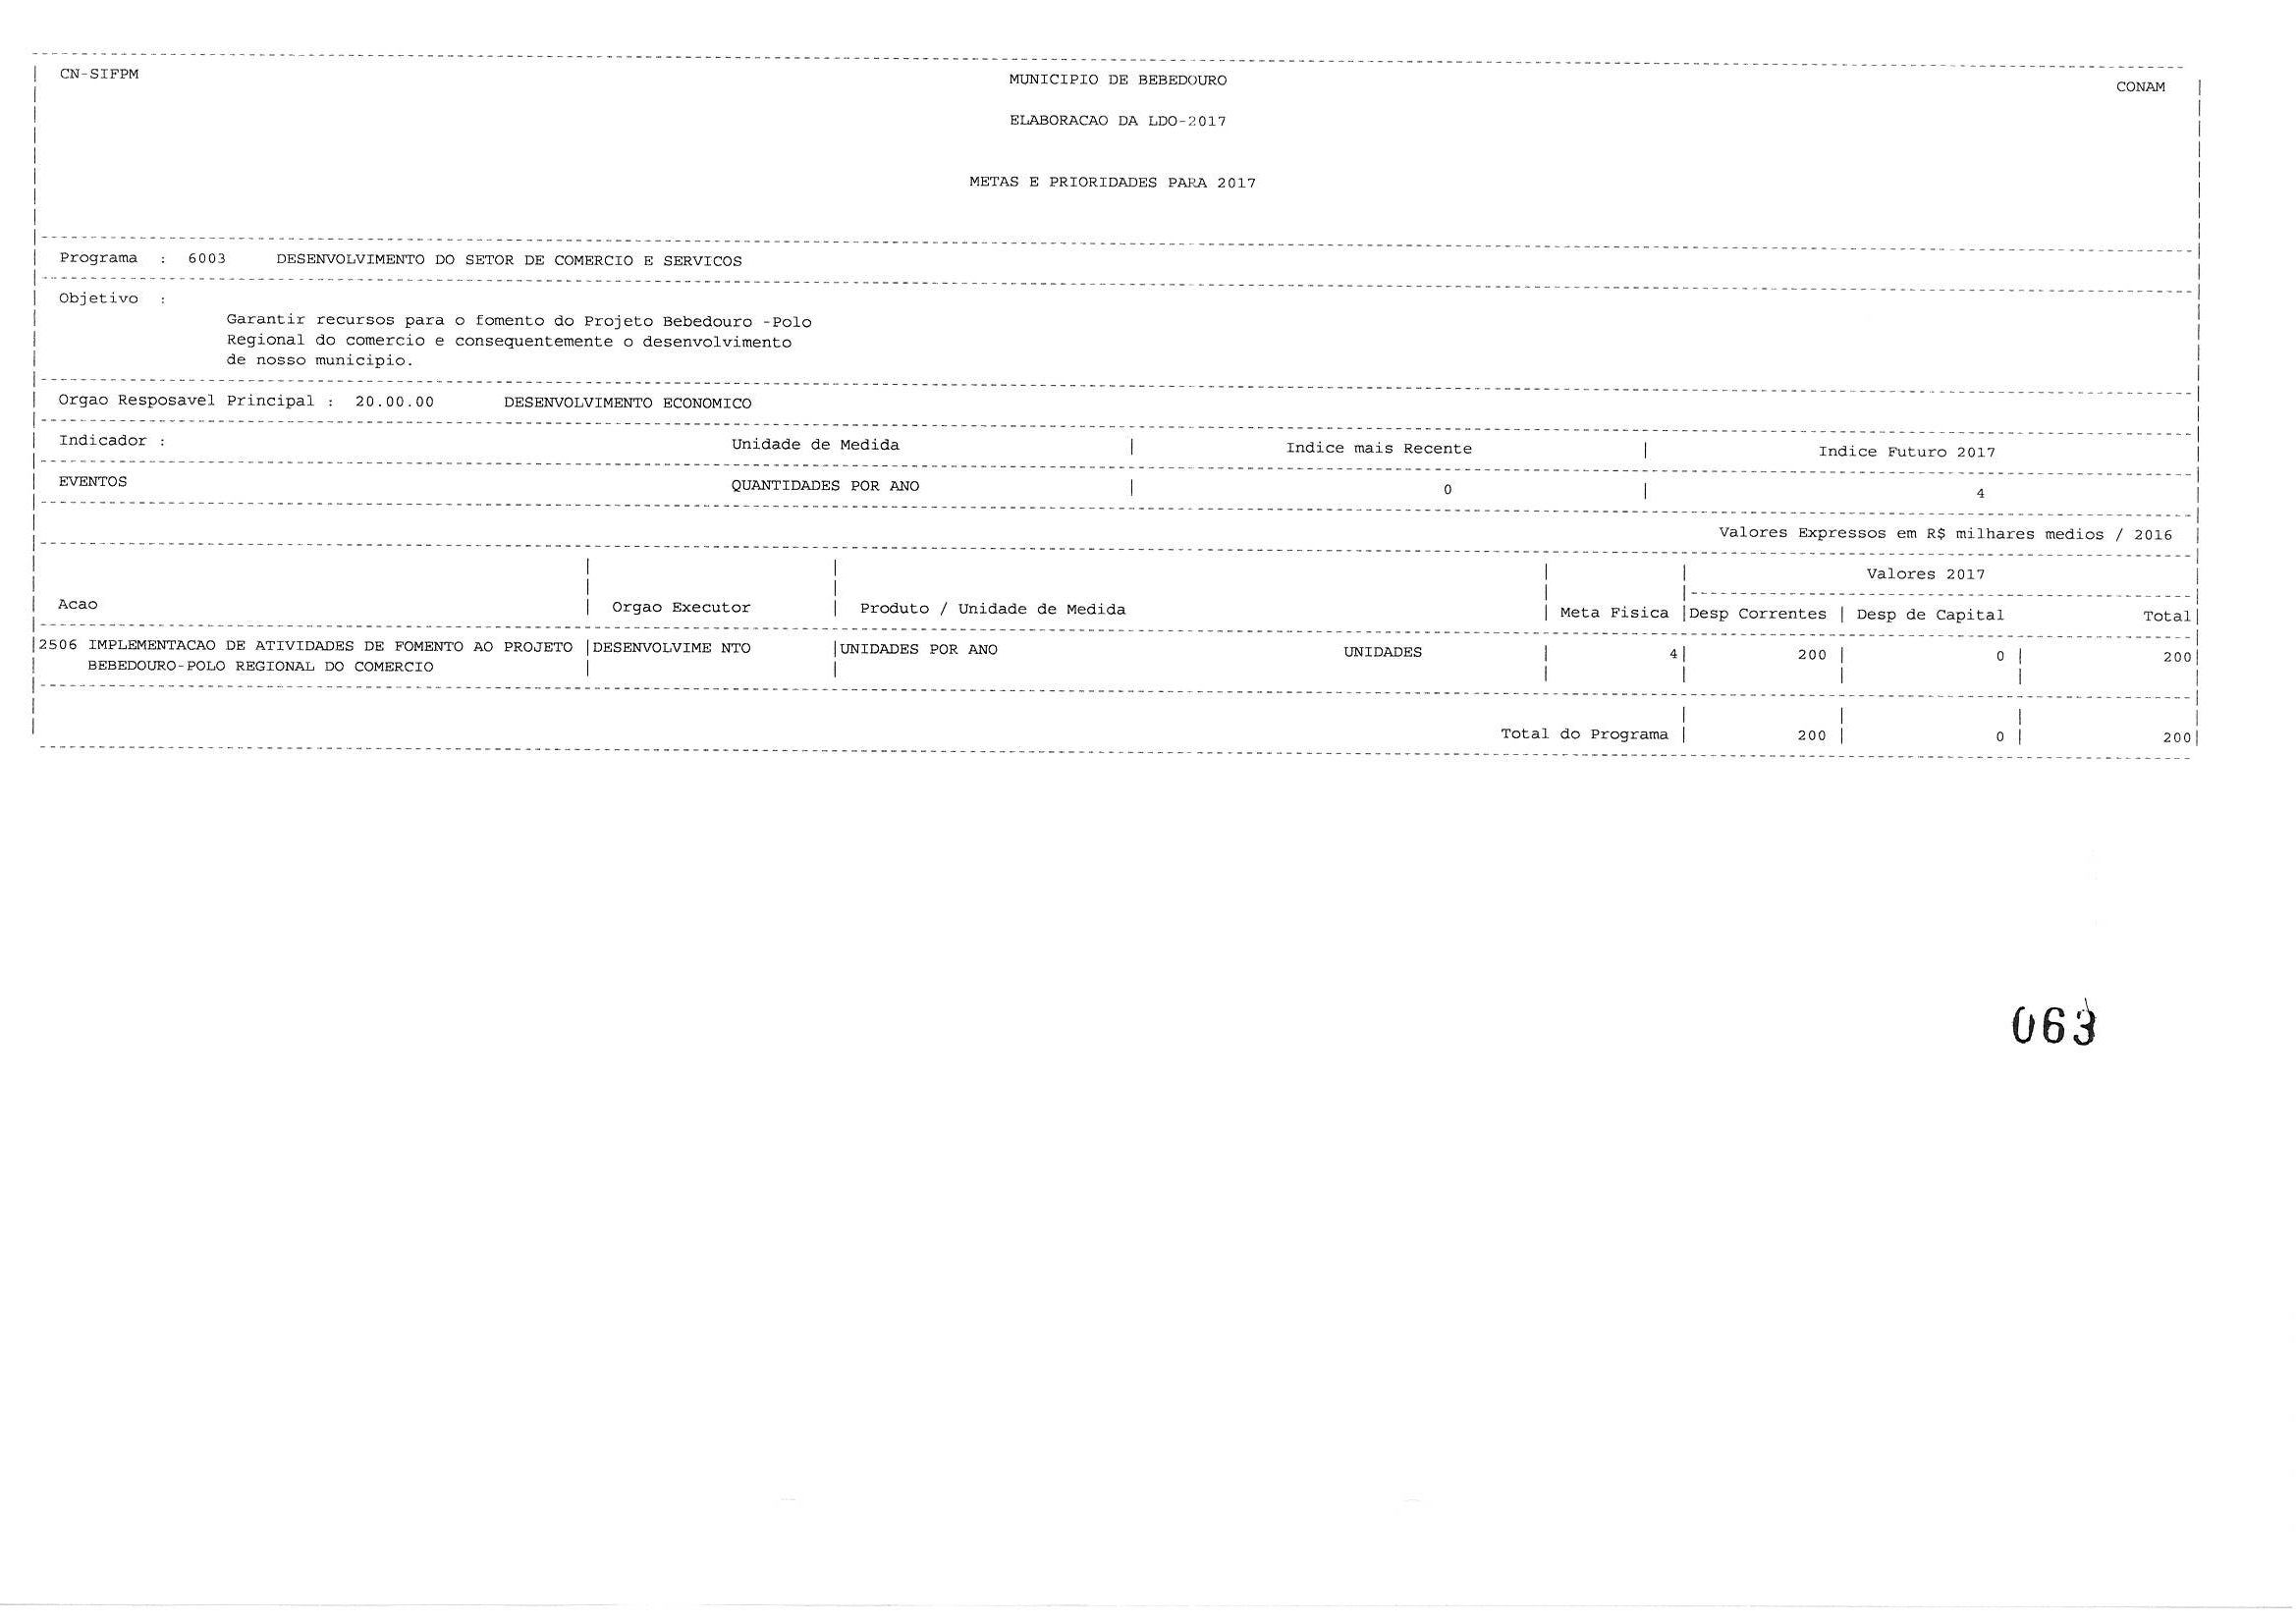 CN-SIFPM MUNICIPIO DE BEBEDOURO CONAM
ELABORACAO DA LDO-2017
METAS E PRIORIDADES PARA 2017
Programa : 6003 DESENVOLVIMENTO DO SETOR DE COMERCIO E SERVICOS
Objetivo :
Garantir recursos para o fomento do Projeto Bebedouro -Polo
Regional do comercio e consequentemente o desenvolvimento
de nosso municipio.
Orgao Resposavel Principal : 20.00.00 DESENVOLVIMENTO ECONOMICO
Indicador : Unidade de Medida | Indice mais Recente | Indice Futuro 2017
EVENTOS QUANTIDADES POR ANO | 0 | 4
Valores Expressos em R$ milhares medios / 2016
Valores 2017
Acao | Orgao Executor | Produto / Unidade de Medida | Meta Fisica | Desp Correntes | Desp de Capital Total
2506 IMPLEMENTACAO DE ATIVIDADES DE FOMENTO AO PROJETO | DESENVOLVIME NTO | UNIDADES POR ANO UNIDADES | 4 | 200 | 0 | 200
BEBEDOURO-POLO REGIONAL DO COMERCIO
Total do Programa | 200 | 0 | 200
063